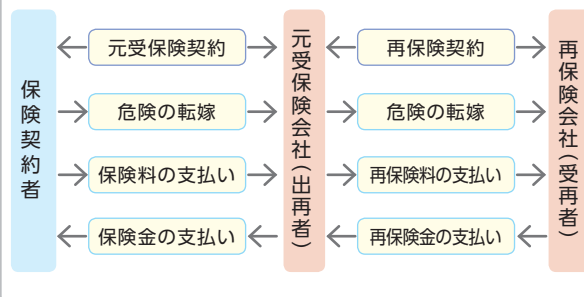 保険契約者
元受保険契約
危険の転嫁
保険料の支払い
保険金の支払い
元受保険会社(出再者)
再保険契約
危険の転嫁
再保険料の支払い
再保険金の支払い
再保険会社(受再者)